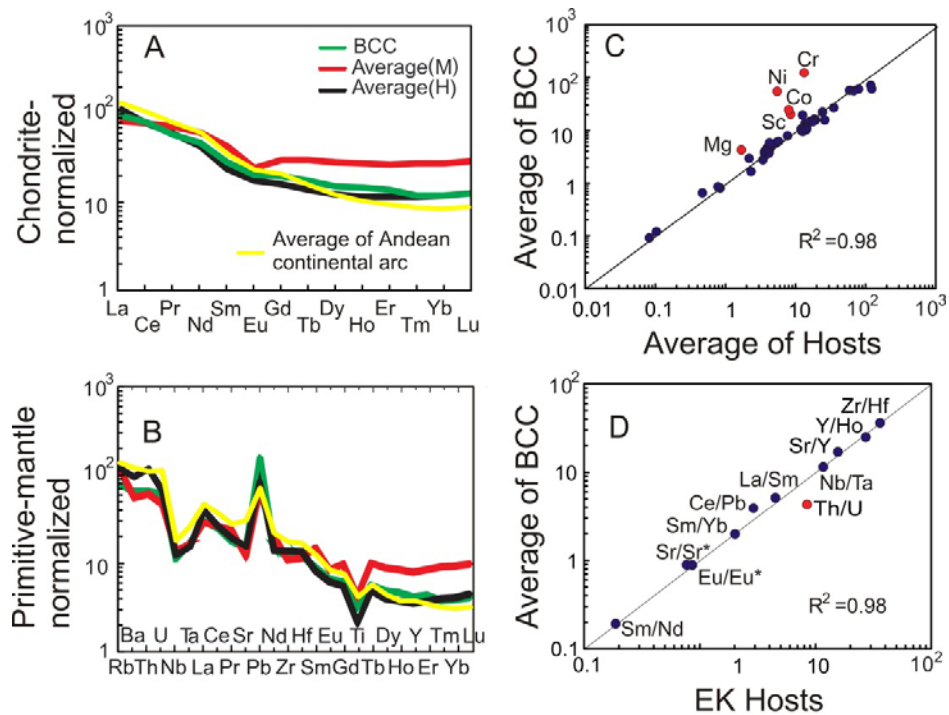 A
10³
10²
10
1
Chondrite-
normalized
BCC
Average(M)
Average(H)
Average of Andean
continental arc
La Pr Sm Gd Dy Er Yb
Ce Nd Eu Tb Ho Tm Lu
B
10³
10²
10
1
Primitive-mantle
normalized
Ba U Ta Ce Sr Nd Hf Eu Ti Dy Y Tm Lu
Rb Th Nb La Pr Pb Zr Sm Gd Tb Ho Er Yb
C
10³
10²
10
1
0.1
0.01
Average of BCC
Cr
Ni
Co
Sc
Mg
R² =0.98
0.01 0.1 1 10 10² 10³
Average of Hosts
D
10²
10
1
0.1
Average of BCC
Zr/Hf
Y/Ho
Sr/Y
Nb/Ta
La/Sm
Th/U
Ce/Pb
Sm/Yb
Sr/Sr*
Eu/Eu*
Sm/Nd
R² =0.98
0.1 1 10 10²
EK Hosts